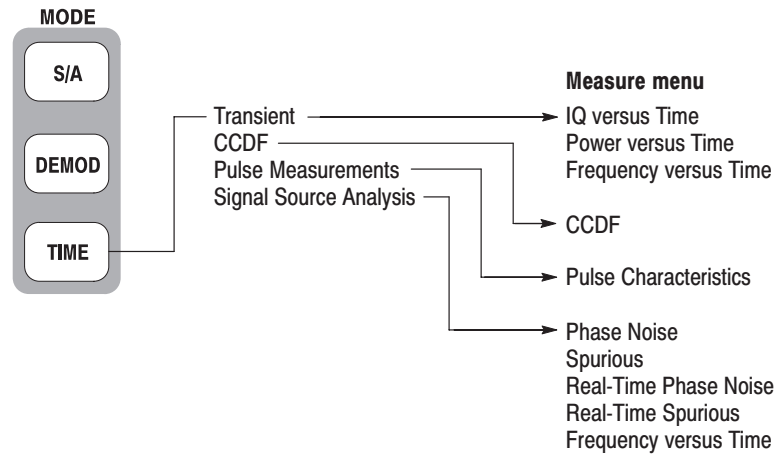 MODE
S/A
DEMOD
TIME
Transient
CCDF
Pulse Measurements
Signal Source Analysis
Measure menu
IQ versus Time
Power versus Time
Frequency versus Time
CCDF
Pulse Characteristics
Phase Noise
Spurious
Real-Time Phase Noise
Real-Time Spurious
Frequency versus Time